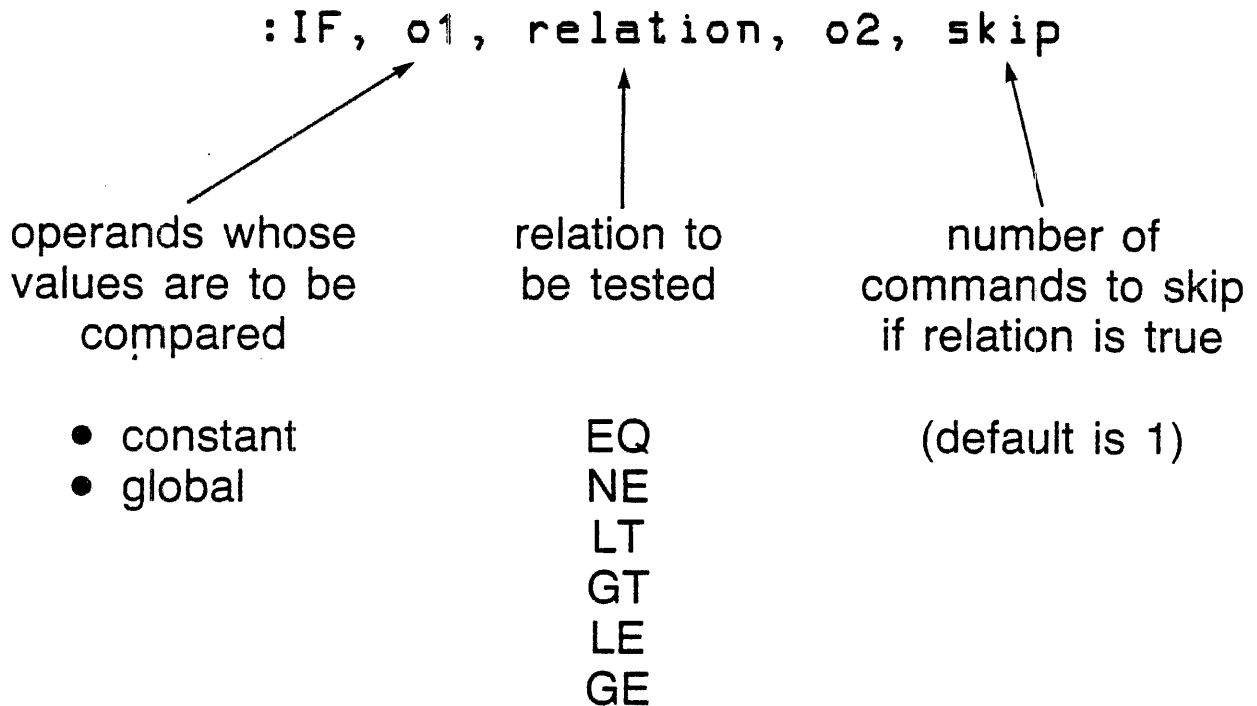 :IF, o1, relation, o2, skip
operands whose
values are to be
compared
relation to
be tested
number of
commands to skip
if relation is true
• constant
• global
EQ
NE
LT
GT
LE
GE
(default is 1)